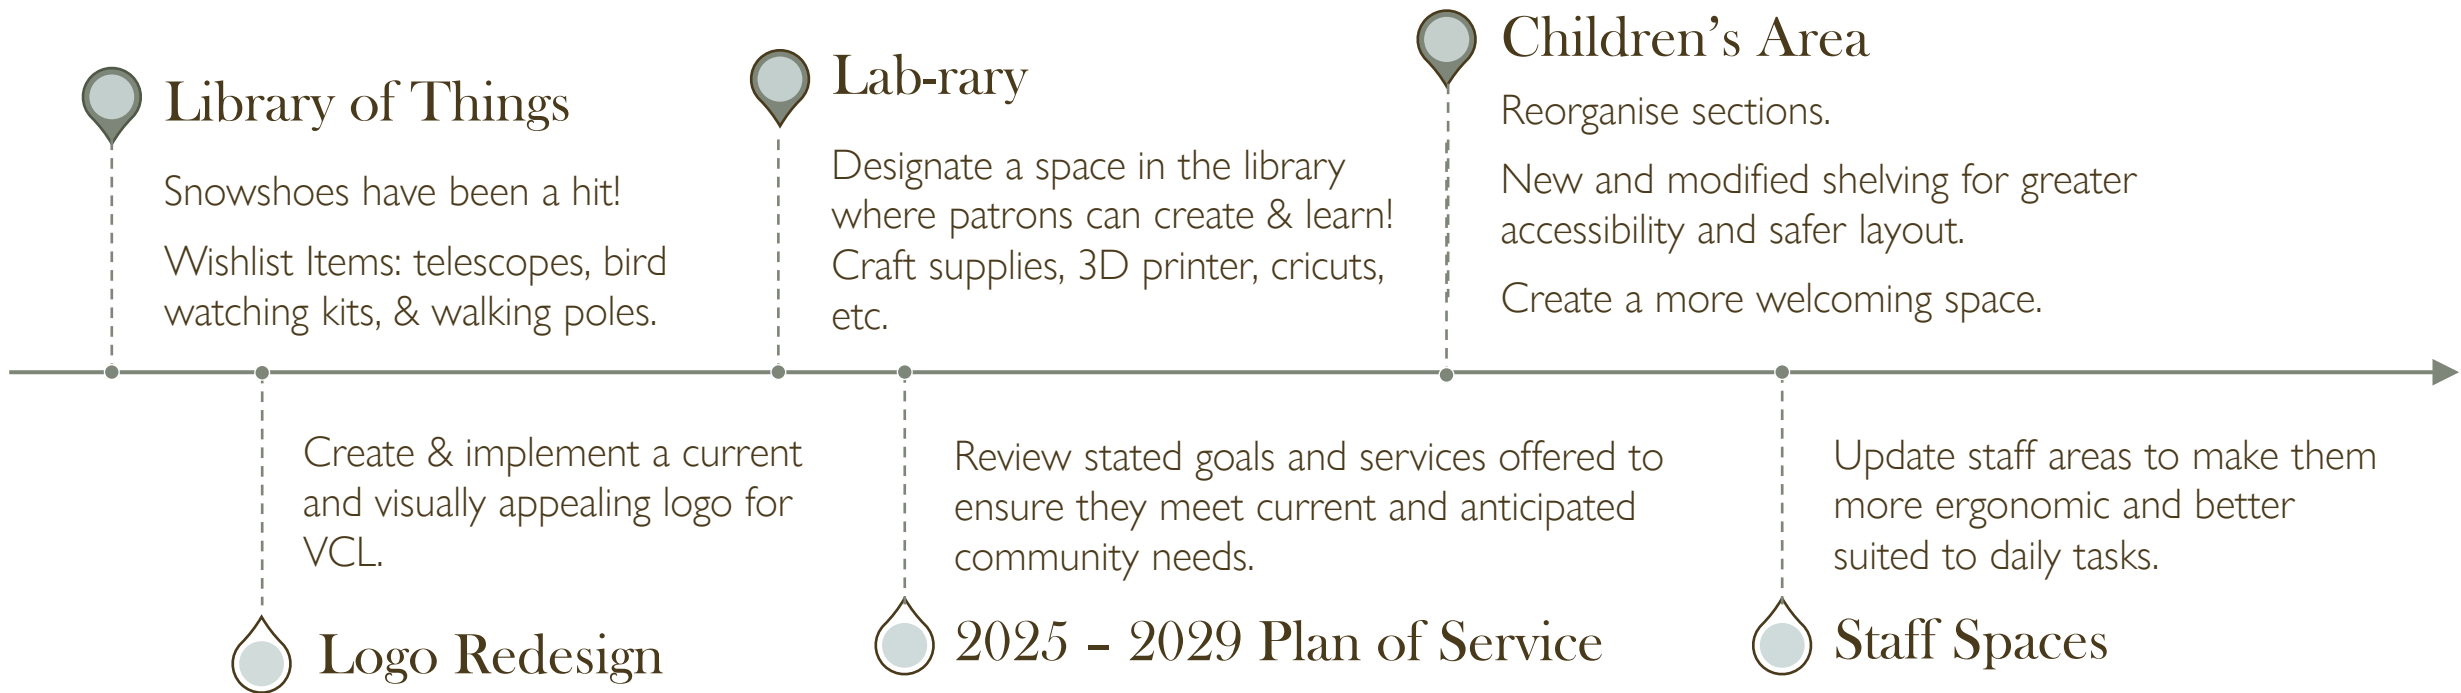 Library of Things
Snowshoes have been a hit!
Wishlist Items: telescopes, bird
watching kits, & walking poles.
Create & implement a current
and visually appealing logo for
VCL.
Logo Redesign
Lab-rary
Designate a space in the library
where patrons can create & learn!
Craft supplies, 3D printer, cricuts,
etc.
Review stated goals and services offered to
ensure they meet current and anticipated
community needs.
2025 – 2029 Plan of Service
Children’s Area
Reorganise sections.
New and modified shelving for greater
accessibility and safer layout.
Create a more welcoming space.
Update staff areas to make them
more ergonomic and better
suited to daily tasks.
Staff Spaces